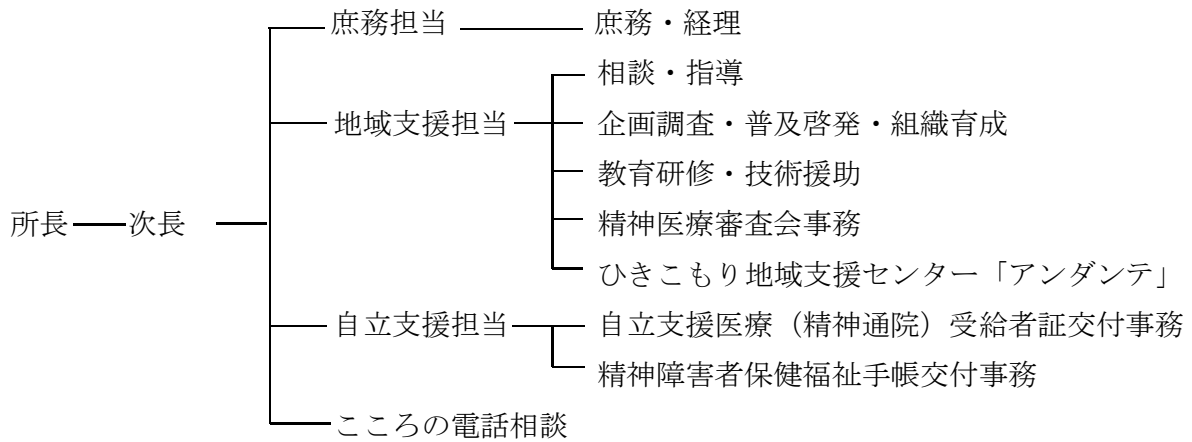 庶務担当 庶務・経理
相談・指導
地域支援担当 企画調査・普及啓発・組織育成
教育研修・技術援助
所長 次長 精神医療審査会事務
ひきこもり地域支援センター「アンダンテ」
自立支援担当 自立支援医療（精神通院）受給者証交付事務
精神障害者保健福祉手帳交付事務
こころの電話相談